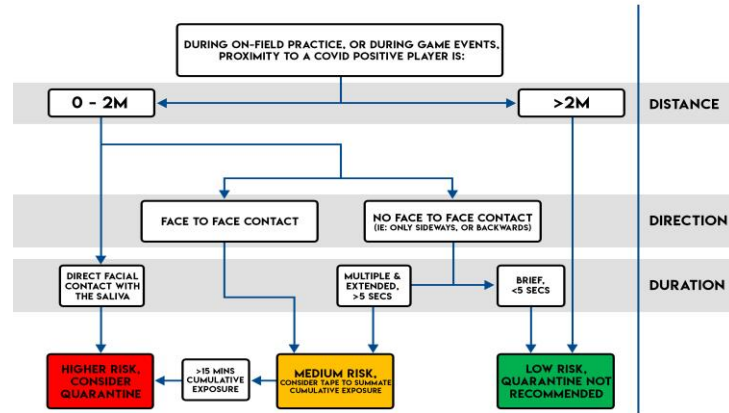 DURING ON-FIELD PRACTICE, OR DURING GAME EVENTS,
PROXIMITY TO A COVID POSITIVE PLAYER IS:
0 - 2M
>2M
DISTANCE
FACE TO FACE CONTACT
NO FACE TO FACE CONTACT
(IE: ONLY SIDEWAYS, OR BACKWARDS)
DIRECTION
DIRECT FACIAL
CONTACT WITH
THE SALIVA
MULTIPLE &
EXTENDED,
>5 SECS
BRIEF,
<5 SECS
DURATION
HIGHER RISK,
CONSIDER
QUARANTINE
>15 MINS
CUMULATIVE
EXPOSURE
MEDIUM RISK,
CONSIDER TAPE TO SUMMATE
CUMULATIVE EXPOSURE
LOW RISK,
QUARANTINE NOT
RECOMMENDED